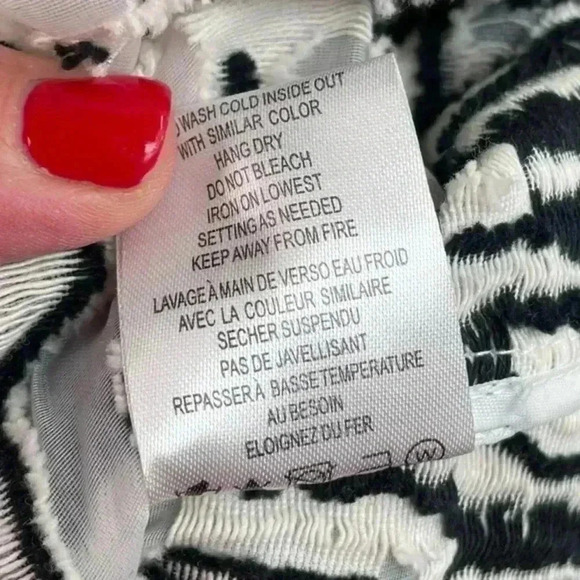 WASH COLD INSIDE OUT
WITH SIMILAR COLOR
HANG DRY
DO NOT BLEACH
IRON ON LOWEST
SETTING AS NEEDED
KEEP AWAY FROM FIRE
LAVAGE À MAIN DE VERSO EAU FROID
AVEC LA COULEUR SIMILAIRE
SECHER SUSPENDU
PAS DE JAVELLISANT
REPASSER À BASSE TEMPERATURE
AU BESOIN
ELOIGNEZ DU FER
W